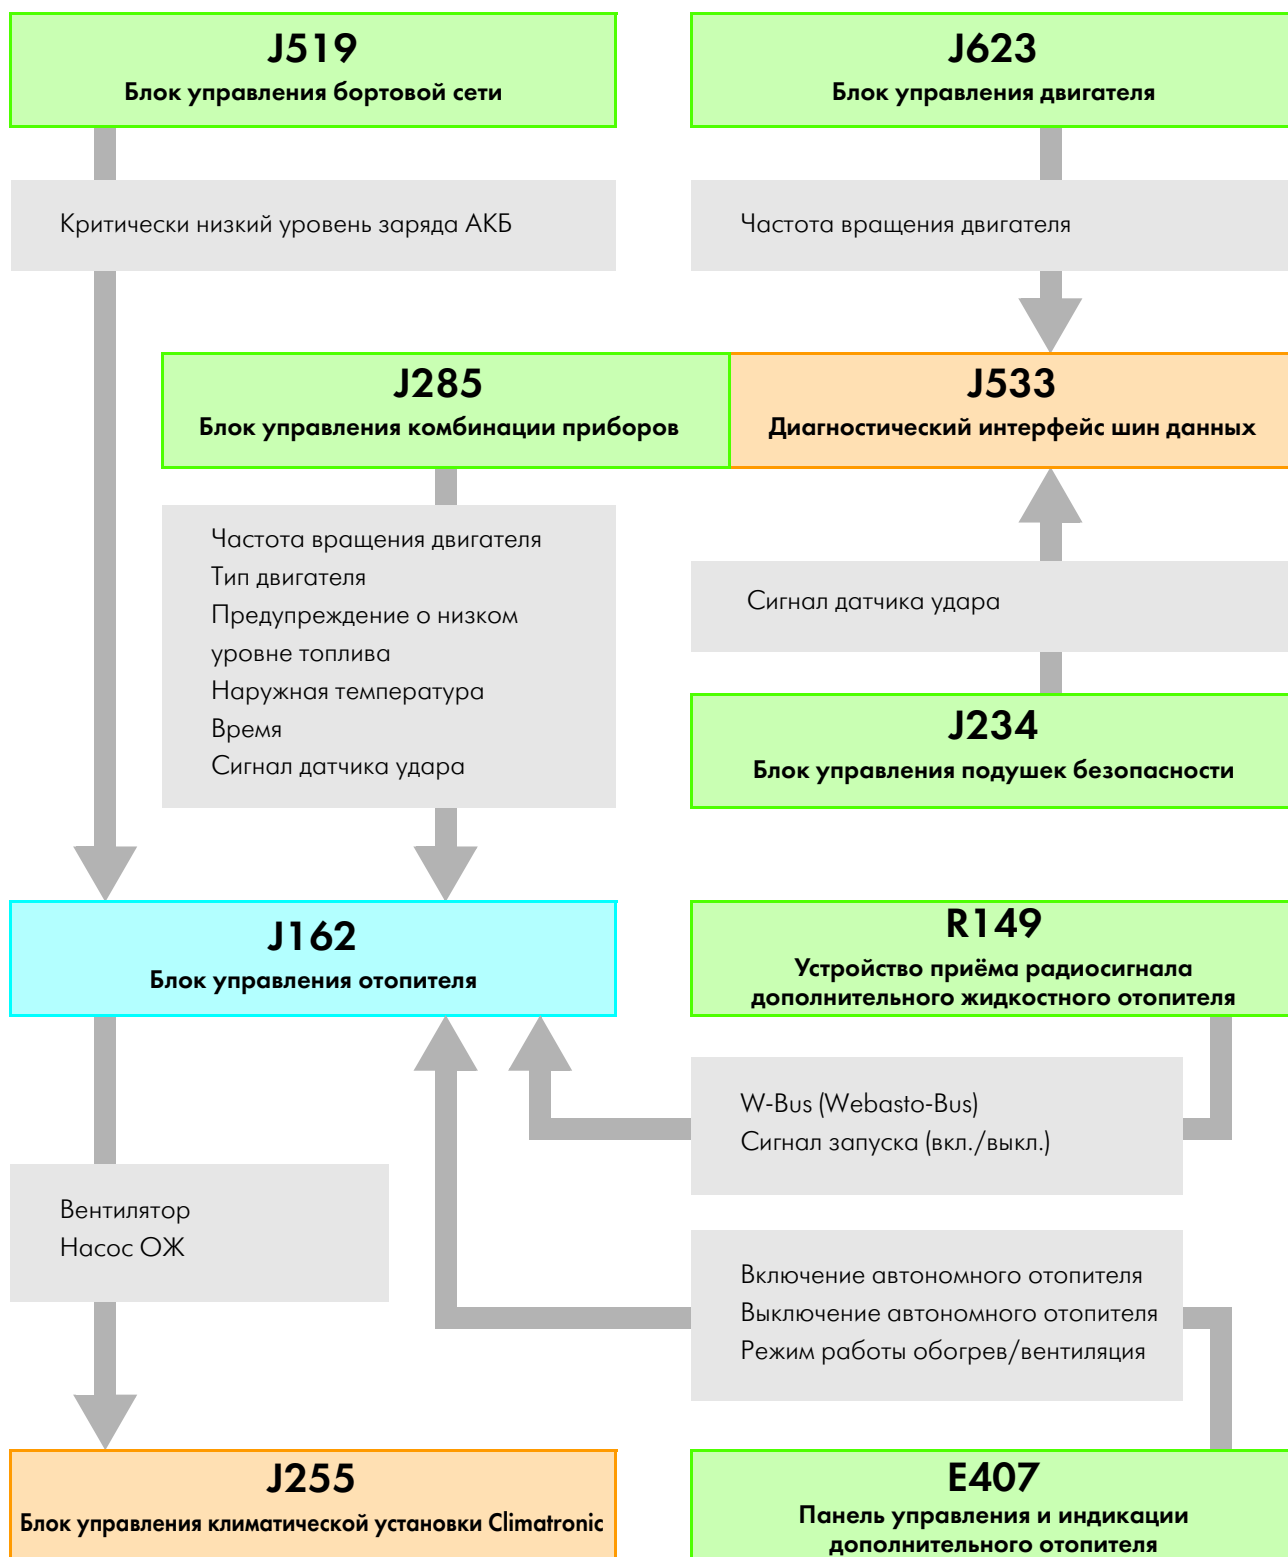 J519
Блок управления бортовой сети
J623
Блок управления двигателя
Критически низкий уровень заряда АКБ
Частота вращения двигателя
J285
Блок управления комбинации приборов
J533
Диагностический интерфейс шин данных
Частота вращения двигателя
Тип двигателя
Предупреждение о низком
уровне топлива
Наружная температура
Время
Сигнал датчика удара
Сигнал датчика удара
J234
Блок управления подушек безопасности
J162
Блок управления отопителя
R149
Устройство приёма радиосигнала
дополнительного жидкостного отопителя
W-Bus (Webasto-Bus)
Сигнал запуска (вкл./выкл.)
Вентилятор
Насос ОЖ
Включение автономного отопителя
Выключение автономного отопителя
Режим работы обогрев/вентиляция
J255
Блок управления климатической установки Climatronic
E407
Панель управления и индикации
дополнительного отопителя